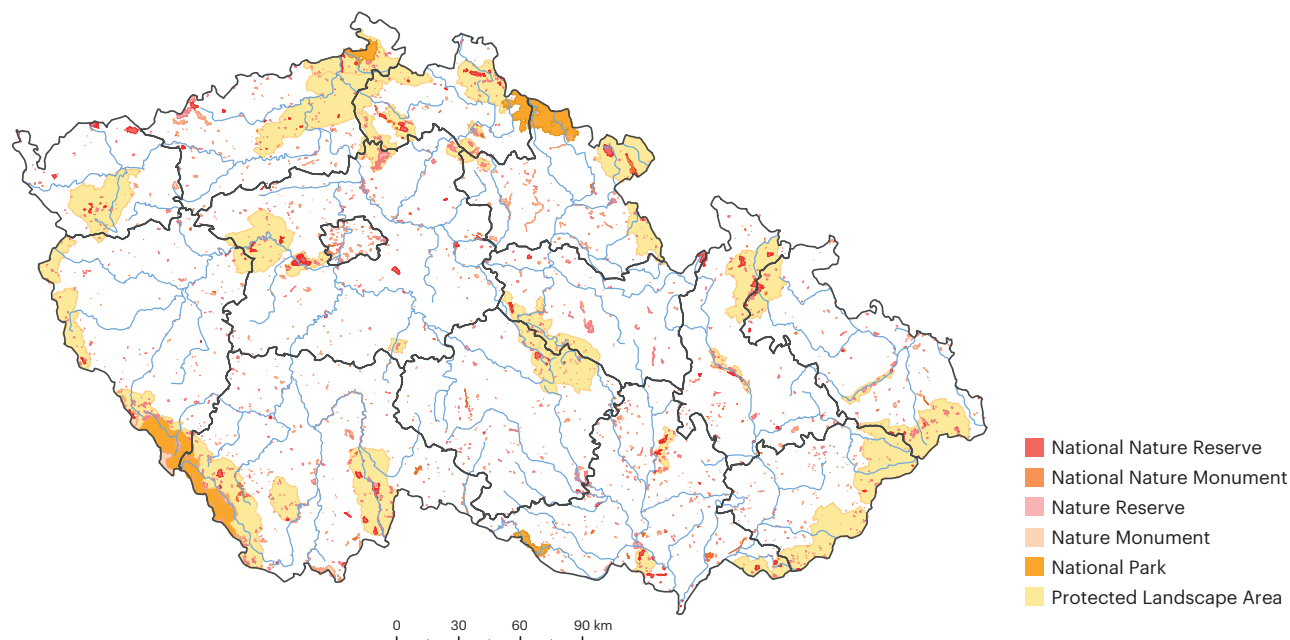 National Nature Reserve
National Nature Monument
Nature Reserve
Nature Monument
National Park
Protected Landscape Area
0 30 60 90 km